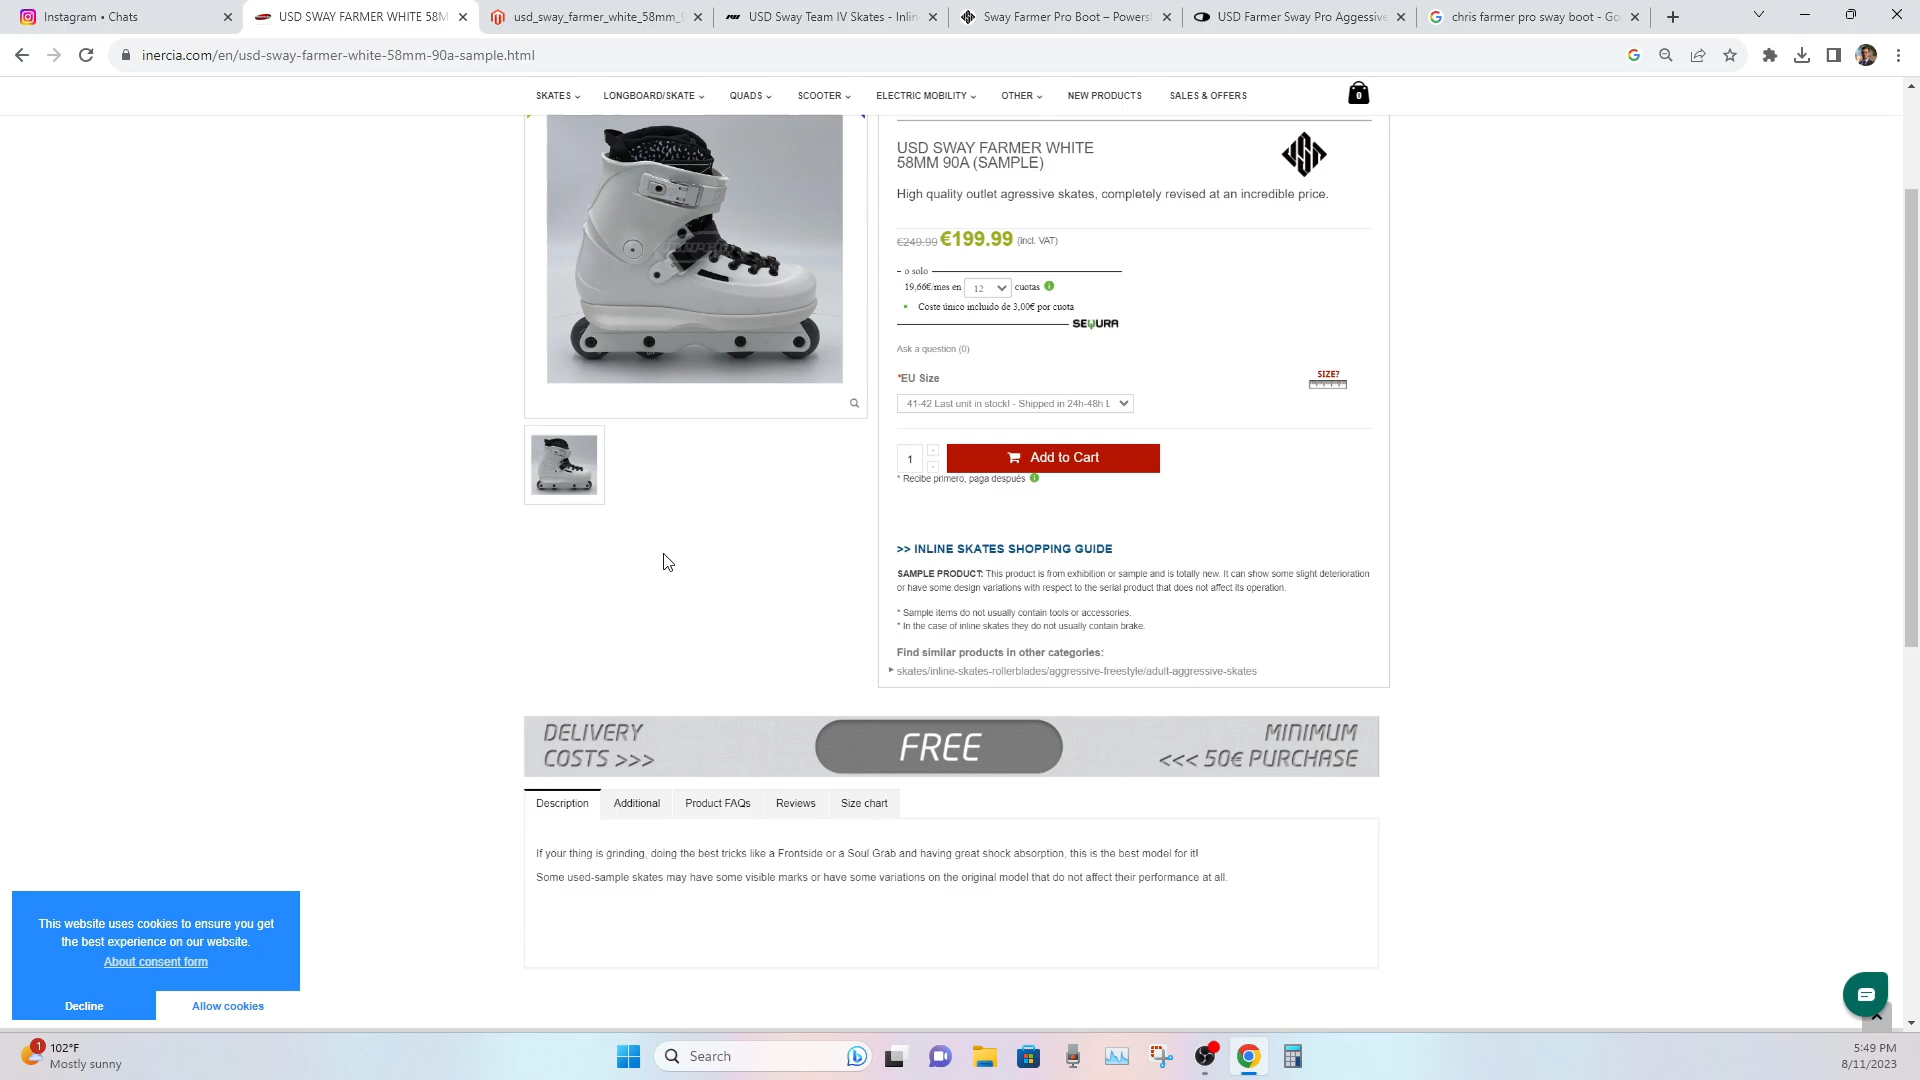 Instagram • Chats
USD SWAY FARMER WHITE 58M
usd_sway_farmer_white_58mm_
USD Sway Team IV Skates - Inlin
Sway Farmer Pro Boot – Powersl
USD Farmer Sway Pro Aggessive
chris farmer pro sway boot - Go
inercia.com/en/usd-sway-farmer-white-58mm-90a-sample.html
SKATES
LONGBOARD/SKATE
QUADS
SCOOTER
ELECTRIC MOBILITY
OTHER
NEW PRODUCTS
SALES & OFFERS
0
USD SWAY FARMER WHITE
58MM 90A (SAMPLE)
High quality outlet agressive skates, completely revised at an incredible price.
€249.99 €199.99 (incl. VAT)
o solo
19,66€/mes en 12 cuotas
Coste único incluido de 3,00€ por cuota
SEQURA
Ask a question (0)
*EU Size
SIZE?
41-42 Last unit in stock! - Shipped in 24h-48h L
1
Add to Cart
* Recibe primero, paga después
>> INLINE SKATES SHOPPING GUIDE
SAMPLE PRODUCT: This product is from exhibition or sample and is totally new. It can show some slight deterioration
or have some design variations with respect to the serial product that does not affect its operation.
* Sample items do not usually contain tools or accessories.
* In the case of inline skates they do not usually contain brake.
Find similar products in other categories:
skates/inline-skates-rollerblades/aggressive-freestyle/adult-aggressive-skates
DELIVERY
COSTS >>>
FREE
MINIMUM
<<< 50€ PURCHASE
Description
Additional
Product FAQs
Reviews
Size chart
If your thing is grinding, doing the best tricks like a Frontside or a Soul Grab and having great shock absorption, this is the best model for it!
Some used-sample skates may have some visible marks or have some variations on the original model that do not affect their performance at all.
This website uses cookies to ensure you get
the best experience on our website.
About consent form
Decline
Allow cookies
1
102°F
Mostly sunny
Search
5:49 PM
8/11/2023